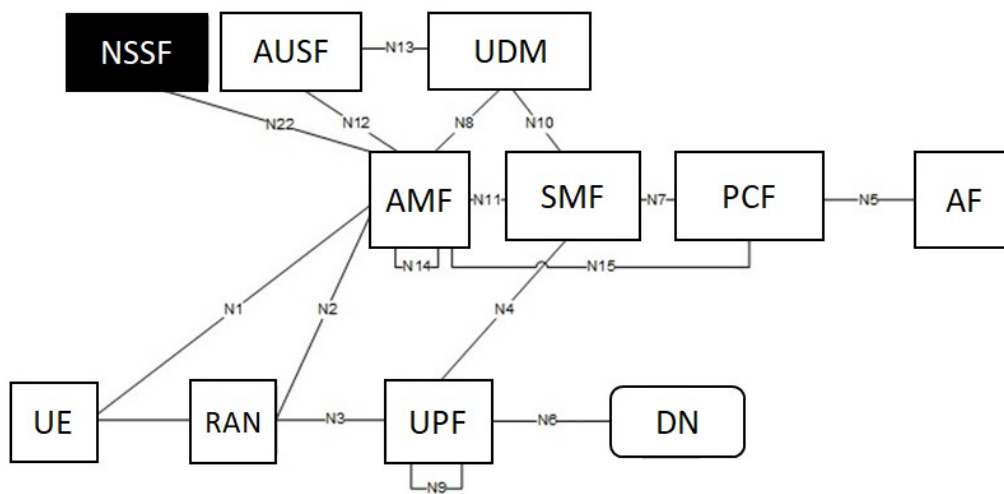 NSSF
AUSF
N13
UDM
N22
N12
N8
N10
AMF
N11
SMF
N7
PCF
N5
AF
N14
N15
N1
N2
N4
UE
RAN
N3
UPF
N6
DN
N9